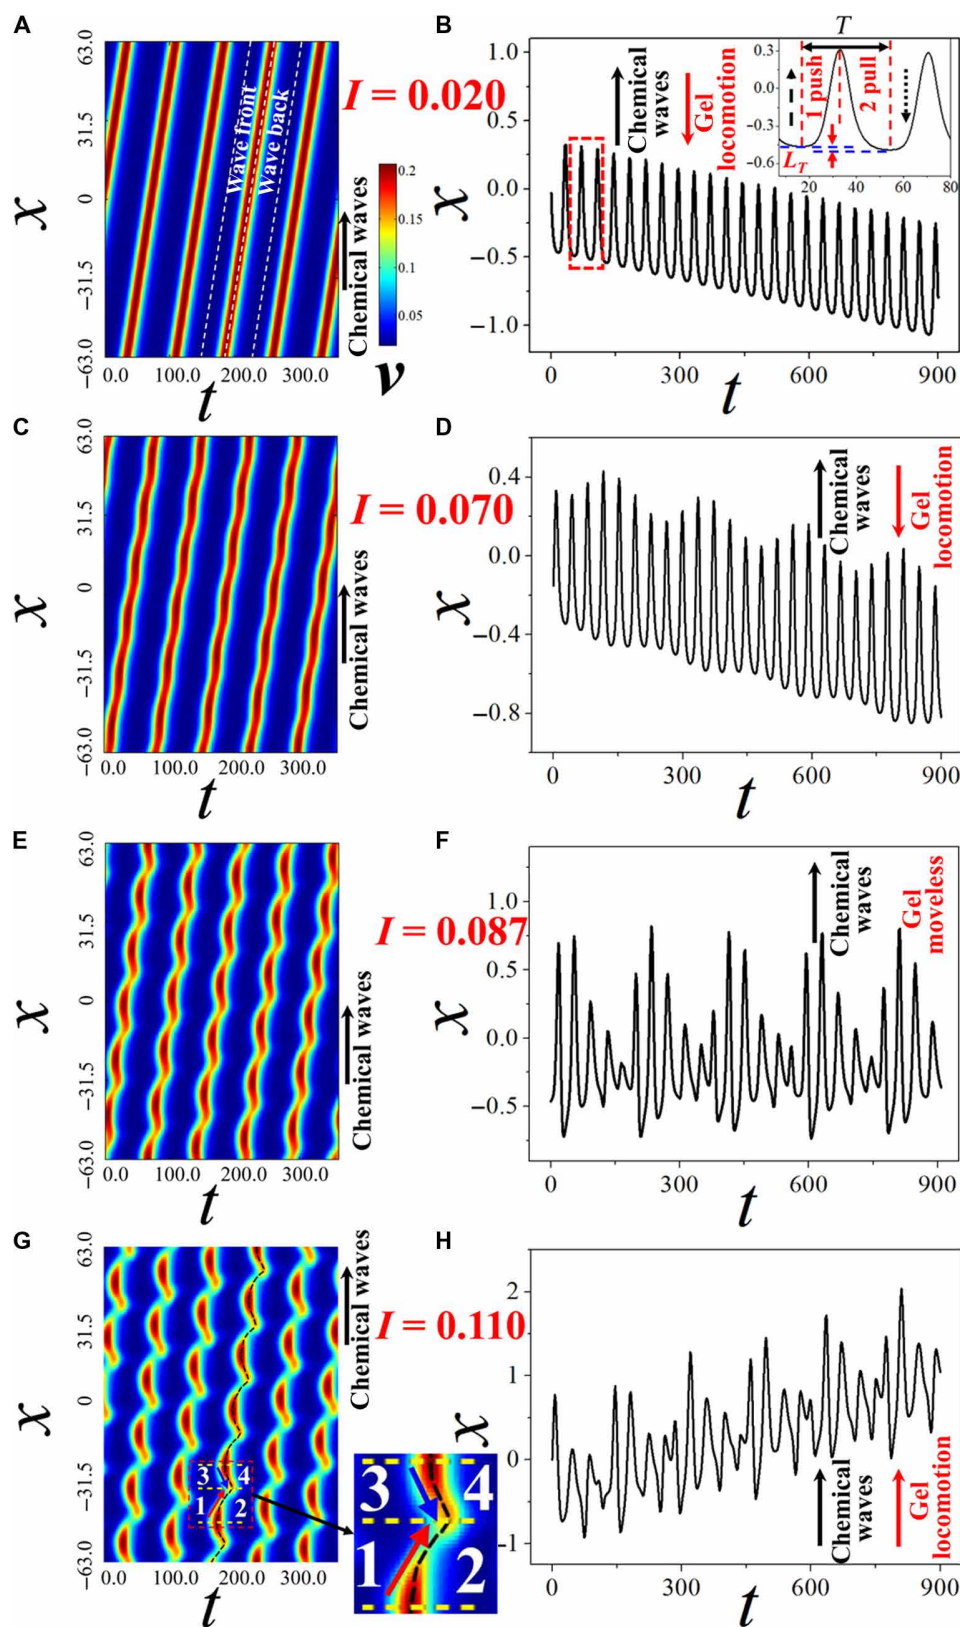 A
63.0
31.5
0
−31.5
−63.0
x
0.0
100.0
200.0
300.0
t
Wave front
Wave back
I = 0.020
0.2
0.15
0.1
0.05
v
Chemical waves
B
1.0
0.5
0.0
−0.5
−1.0
x
0
300
600
900
t
Chemical
waves
Gel
locomotion
T
0.3
0.0
−0.3
−0.6
1 push
2 pull
L_T
20
40
60
80
C
63.0
31.5
0
−31.5
−63.0
x
0.0
100.0
200.0
300.0
t
Chemical waves
I = 0.070
D
0.4
0.0
−0.4
−0.8
x
0
300
600
900
t
Chemical
waves
Gel
locomotion
E
63.0
31.5
0
−31.5
−63.0
x
0.0
100.0
200.0
300.0
t
Chemical waves
I = 0.087
F
1.0
0.5
0.0
−0.5
x
0
300
600
900
t
Chemical
waves
Gel
moveless
G
63.0
31.5
0
−31.5
−63.0
x
0.0
100.0
200.0
300.0
t
3
4
1
2
Chemical waves
I = 0.110
3
4
1
2
H
2
1
0
-1
x
0
300
600
900
t
Chemical
waves
Gel
locomotion